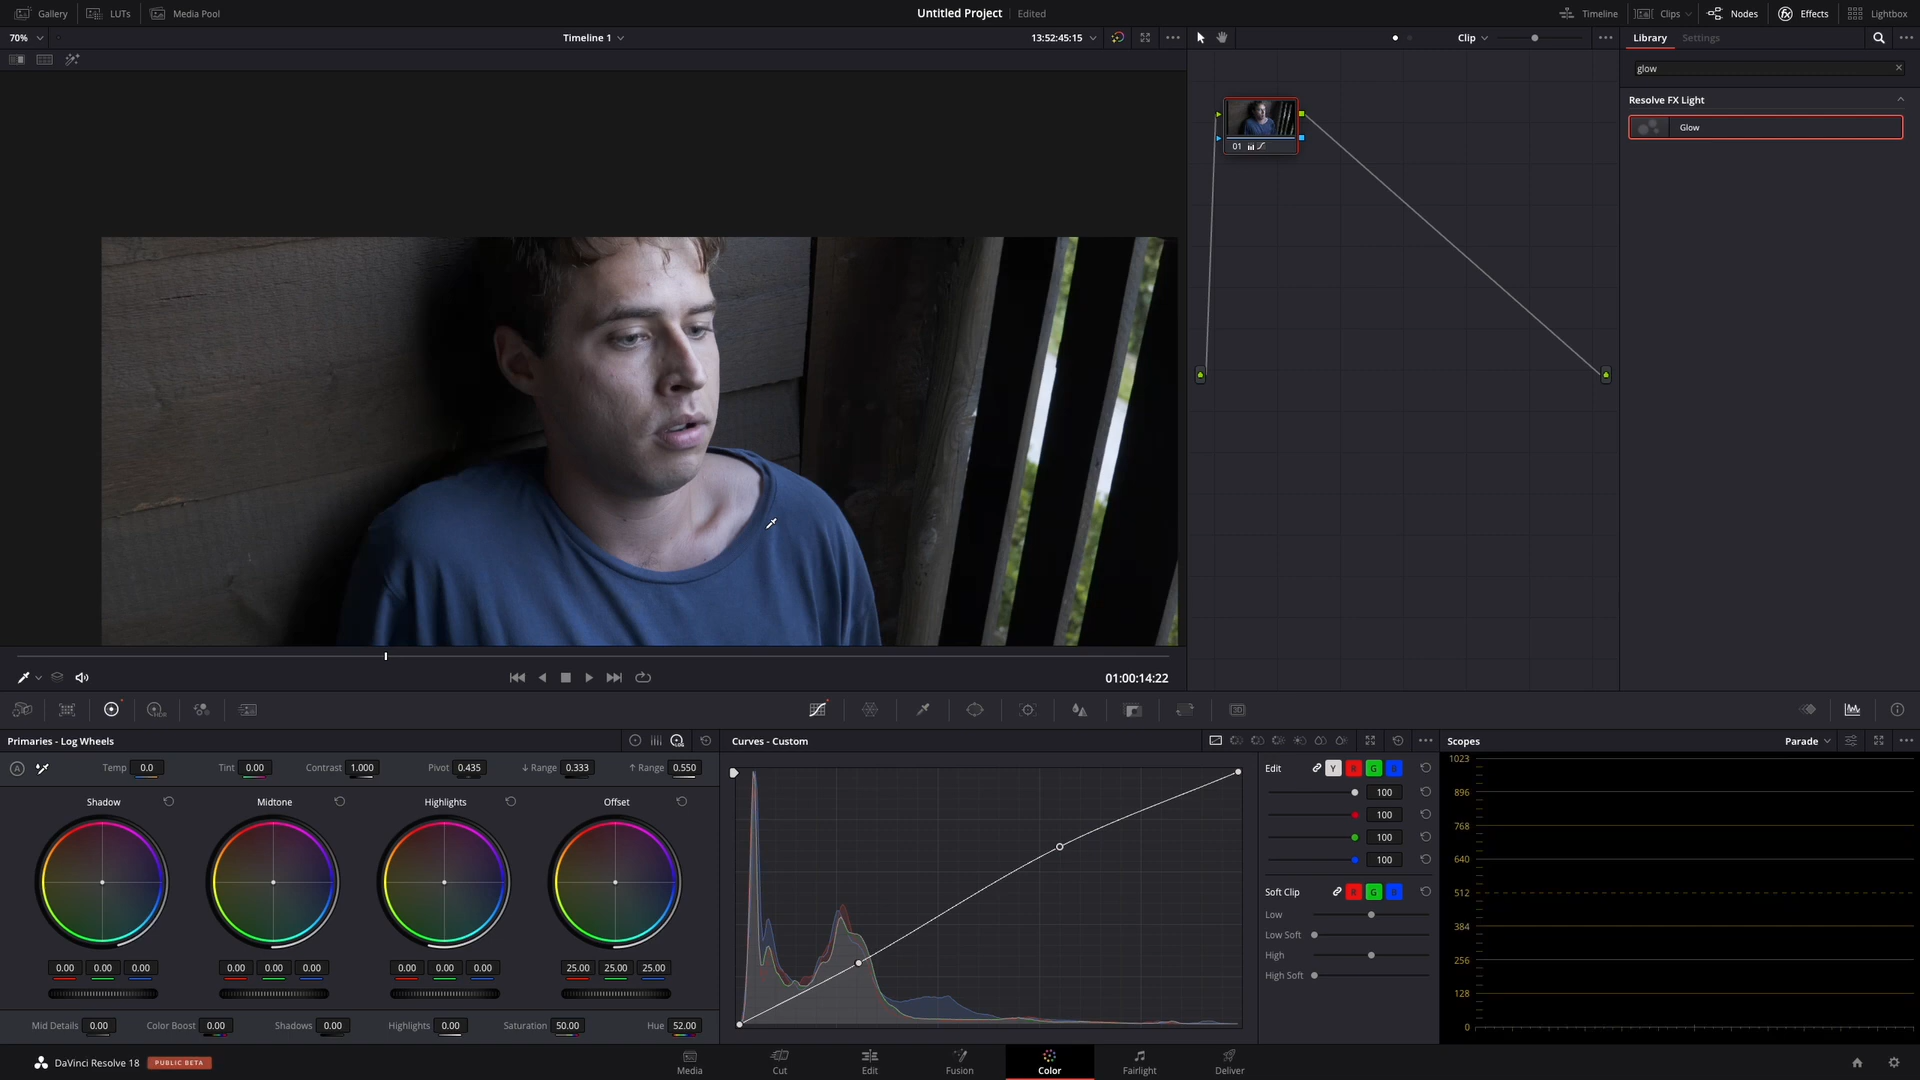 Gallery LUTs Media Pool Untitled Project Edited Timeline Clips Nodes Effects Lightbox
70% Timeline 1 13:52:45:15 Clip Library Settings
glow
Resolve FX Light
Glow
01
01:00:14:22
Primaries - Log Wheels Curves - Custom Scopes Parade
Temp 0.0 Tint 0.00 Contrast 1.000 Pivot 0.435 ↓ Range 0.333 ↑ Range 0.550
Edit Y R G B
Shadow Midtone Highlights Offset
100
100
100
100
Soft Clip R G B
Low
Low Soft
High
High Soft
0.00 0.00 0.00 0.00 0.00 0.00 0.00 0.00 0.00 25.00 25.00 25.00
Mid Details 0.00 Color Boost 0.00 Shadows 0.00 Highlights 0.00 Saturation 50.00 Hue 52.00
1023
896
768
640
512
384
256
128
0
DaVinci Resolve 18 PUBLIC BETA
Media Cut Edit Fusion Color Fairlight Deliver